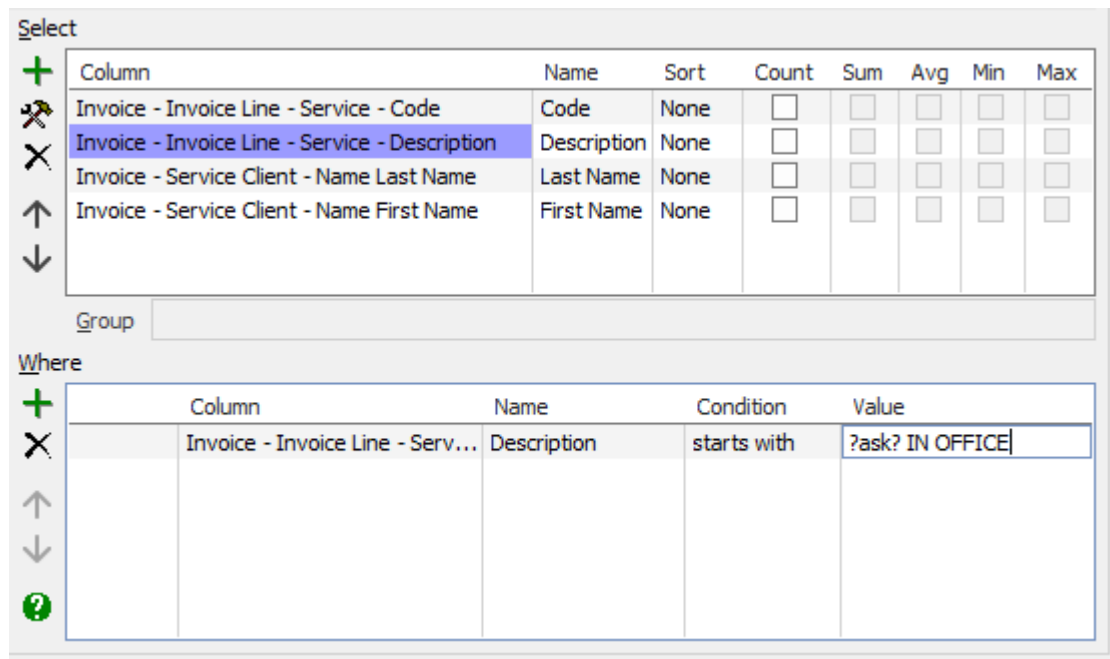 Select
Column Name Sort Count Sum Avg Min Max
Invoice - Invoice Line - Service - Code Code None
Invoice - Invoice Line - Service - Description Description None
Invoice - Service Client - Name Last Name Last Name None
Invoice - Service Client - Name First Name First Name None
Group
Where
Column Name Condition Value
Invoice - Invoice Line - Serv... Description starts with ?ask? IN OFFICE
?